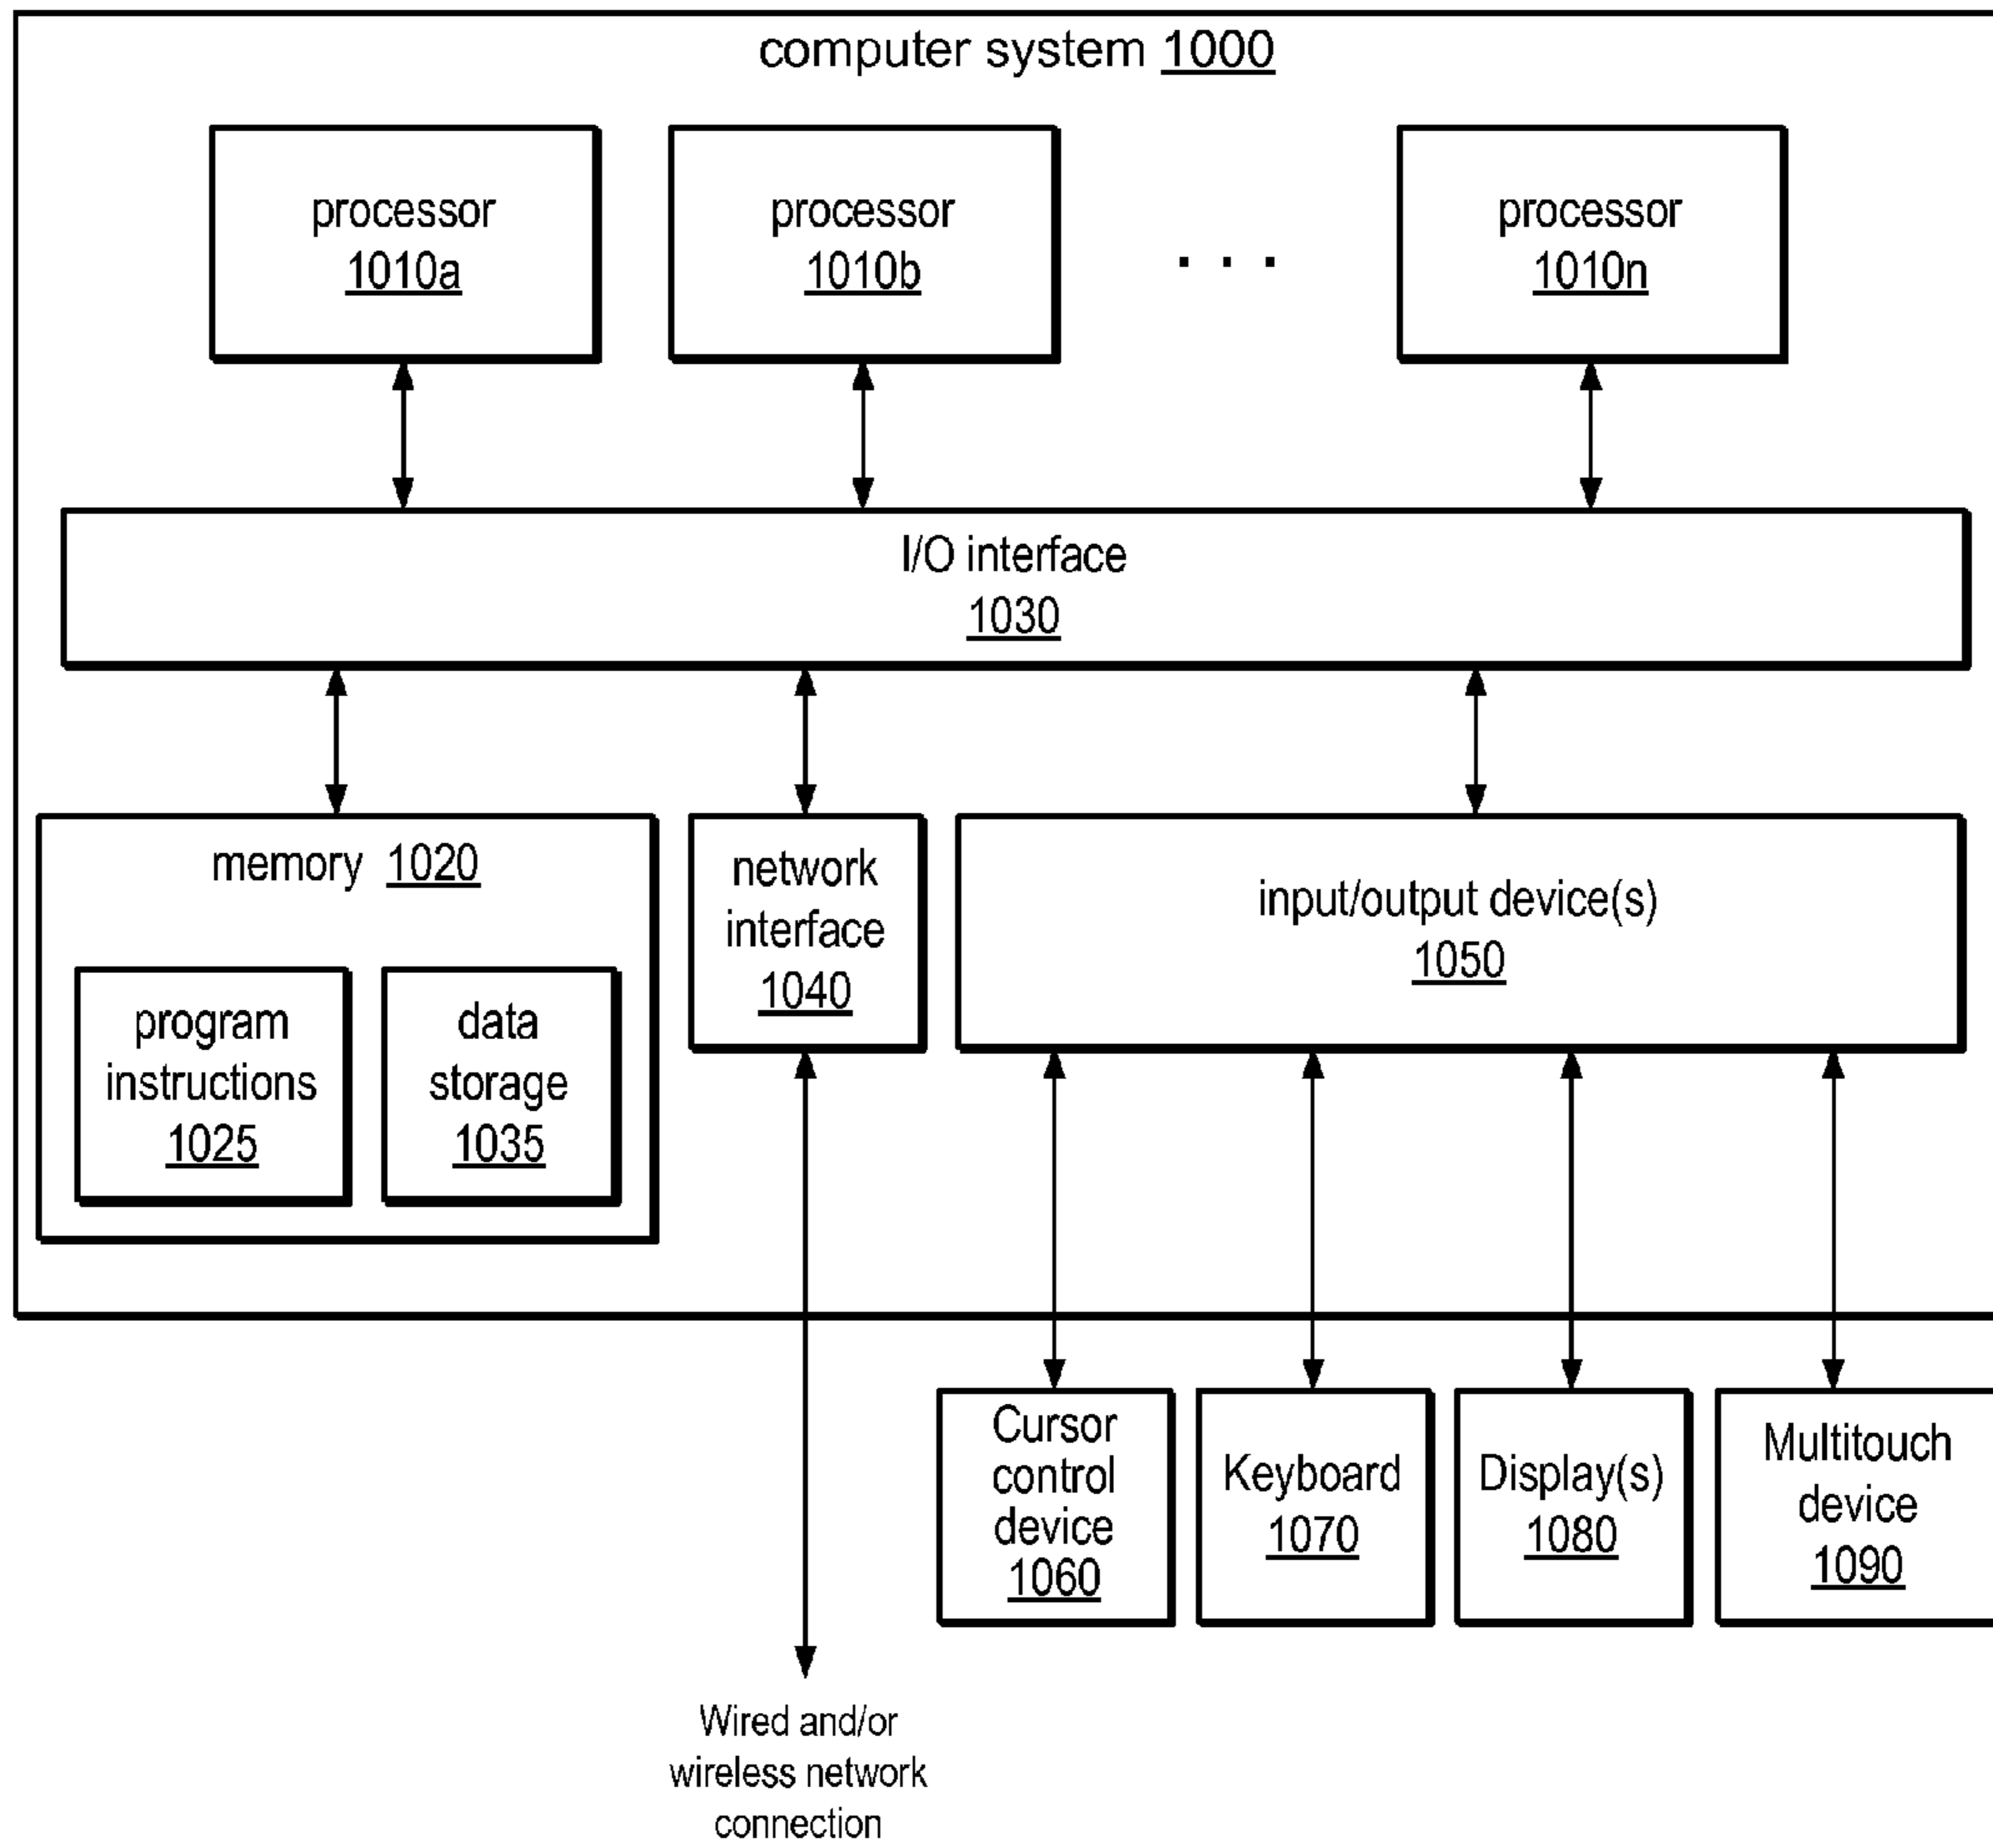 computer system 1000
processor
1010a
processor
1010b
. . .
processor
1010n
I/O interface
1030
memory 1020
program
instructions
1025
data
storage
1035
network
interface
1040
input/output device(s)
1050
Cursor
control
device
1060
Keyboard
1070
Display(s)
1080
Multitouch
device
1090
Wired and/or
wireless network
connection